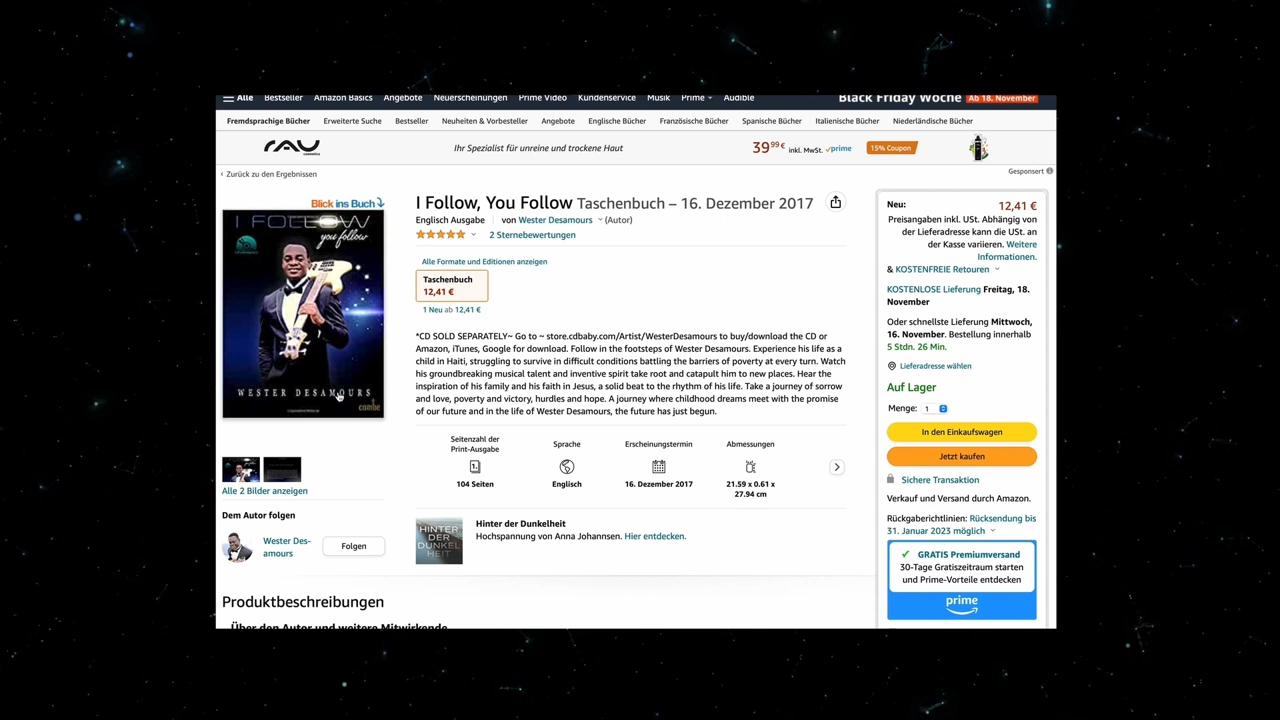 Alle Bestseller Amazon Basics Angebote Neuerscheinungen Prime Video Kundenservice Musik Prime Audible Black Friday Woche Ab 18. November
Fremdsprachige Bücher Erweiterte Suche Bestseller Neuheiten & Vorbesteller Angebote Englische Bücher Französische Bücher Spanische Bücher Italienische Bücher Niederländische Bücher
rau cosmetics Ihr Spezialist für unreine und trockene Haut 39,99 € inkl. MwSt. prime 15% Coupon
‹ Zurück zu den Ergebnissen
Gesponsert
Blick ins Buch
I FOLLOW
you follow
WESTER DESAMOURS
Alle 2 Bilder anzeigen
Dem Autor folgen
Wester Des-
amours
Folgen
I Follow, You Follow Taschenbuch – 16. Dezember 2017
Englisch Ausgabe von Wester Desamours (Autor)
2 Sternebewertungen
Alle Formate und Editionen anzeigen
Taschenbuch
12,41 €
1 Neu ab 12,41 €
*CD SOLD SEPARATELY~ Go to ~ store.cdbaby.com/Artist/WesterDesamours to buy/download the CD or
Amazon, iTunes, Google for download. Follow in the footsteps of Wester Desamours. Experience his life as a
child in Haiti, struggling to survive in difficult conditions battling the barriers of poverty at every turn. Watch
his groundbreaking musical talent and inventive spirit take root and catapult him to new places. Hear the
inspiration of his family and his faith in Jesus, a solid beat to the rhythm of his life. Take a journey of sorrow
and love, poverty and victory, hurdles and hope. A journey where childhood dreams meet with the promise
of our future and in the life of Wester Desamours, the future has just begun.
Seitenzahl der
Print-Ausgabe
104 Seiten
Sprache
Englisch
Erscheinungstermin
16. Dezember 2017
Abmessungen
21.59 x 0.61 x
27.94 cm
HINTER
DER
DUNKEL
HEIT
Hinter der Dunkelheit
Hochspannung von Anna Johannsen. Hier entdecken.
Neu: 12,41 €
Preisangaben inkl. USt. Abhängig von
der Lieferadresse kann die USt. an
der Kasse variieren. Weitere
Informationen.
& KOSTENFREIE Retouren
KOSTENLOSE Lieferung Freitag, 18.
November
Oder schnellste Lieferung Mittwoch,
16. November. Bestellung innerhalb
5 Stdn. 26 Min.
Lieferadresse wählen
Auf Lager
Menge: 1
In den Einkaufswagen
Jetzt kaufen
Sichere Transaktion
Verkauf und Versand durch Amazon.
Rückgaberichtlinien: Rücksendung bis
31. Januar 2023 möglich
GRATIS Premiumversand
30-Tage Gratiszeitraum starten
und Prime-Vorteile entdecken
prime
Produktbeschreibungen
Über den Autor und weitere Mitwirkende